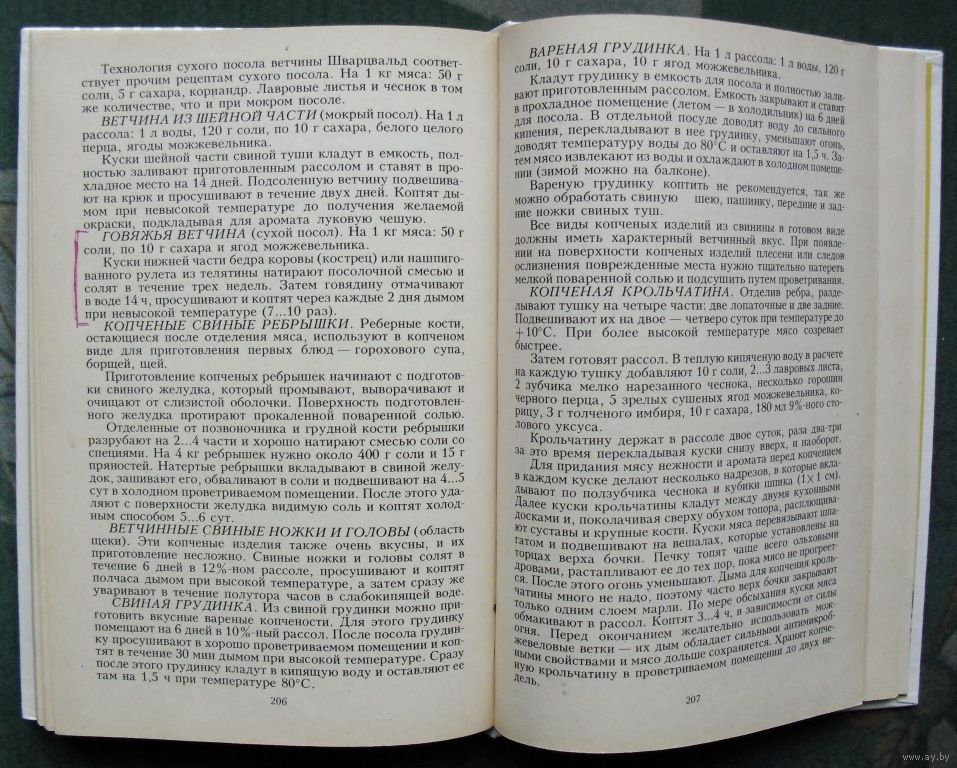 Технология сухого посола ветчины Шварцвальд соответ-
ствует прочим рецептам сухого посола. На 1 кг мяса: 50 г
соли, 5 г сахара, кориандр. Лавровые листья и чеснок в том
же количестве, что и при мокром посоле.
ВЕТЧИНА ИЗ ШЕЙНОЙ ЧАСТИ (мокрый посол). На 1 л
рассола: 1 л воды, 120 г соли, по 10 г сахара, белого целого
перца, ягоды можжевельника.
Куски шейной части свиной туши кладут в емкость, пол-
ностью заливают приготовленным рассолом и ставят в про-
хладное место на 14 дней. Подсоленную ветчину подвешива-
ют на крюк и просушивают в течение двух дней. Коптят ды-
мом при невысокой температуре до получения желаемой
окраски, подкладывая для аромата луковую чешую.
ГОВЯЖЬЯ ВЕТЧИНА (сухой посол). На 1 кг мяса: 50 г
соли, по 10 г сахара и ягод можжевельника.
Куски нижней части бедра коровы (кострец) или нашпиго-
ванного рулета из телятины натирают посолочной смесью и
солят в течение трех недель. Затем говядину отмачивают
в воде 14 ч, просушивают и коптят через каждые 2 дня дымом
при невысокой температуре (7...10 раз).
КОПЧЕНЫЕ СВИНЫЕ РЕБРЫШКИ. Реберные кости,
остающиеся после отделения мяса, используют в копченом
виде для приготовления первых блюд — горохового супа,
борщей, щей.
Приготовление копченых ребрышек начинают с подготов-
ки свиного желудка, который промывают, выворачивают и
очищают от слизистой оболочки. Поверхность подготовлен-
ного желудка протирают прокаленной поваренной солью.
Отделенные от позвоночника и грудной кости ребрышки
разрубают на 2...4 части и хорошо натирают смесью соли со
специями. На 4 кг ребрышек нужно около 400 г соли и 15 г
пряностей. Натертые ребрышки вкладывают в свиной желу-
док, зашивают его, обваливают в соли и подвешивают на 4...5
сут в холодном проветриваемом помещении. После этого уда-
ляют с поверхности желудка видимую соль и коптят холод-
ным способом 5...6 сут.
ВЕТЧИННЫЕ СВИНЫЕ НОЖКИ И ГОЛОВЫ (область
щеки). Эти копченые изделия также очень вкусны, и их
приготовление несложно. Свиные ножки и головы солят в
течение 6 дней в 12%-ном рассоле, просушивают и коптят
полчаса дымом при высокой температуре, а затем сразу же
уваривают в течение полутора часов в слабокипящей воде.
СВИНАЯ ГРУДИНКА. Из свиной грудинки можно при-
готовить вкусные вареные копчености. Для этого грудинку
помещают на 6 дней в 10%-ный рассол. После посола грудин-
ку просушивают в хорошо проветриваемом помещении и коп-
тят в течение 30 мин дымом при высокой температуре. Сразу
после этого грудинку кладут в кипящую воду и оставляют ее
там на 1,5 ч при температуре 80°С.
206
ВАРЕНАЯ ГРУДИНКА. На 1 л рассола: 1 л воды, 120 г
соли, 10 г сахара, 10 г ягод можжевельника.
Кладут грудинку в емкость для посола и полностью зали-
вают приготовленным рассолом. Емкость закрывают и ставят
в прохладное помещение (летом — в холодильник) на 6 дней
для посола. В отдельной посуде доводят воду до сильного
кипения, перекладывают в нее грудинку, уменьшают огонь,
доводят температуру воды до 80°С и оставляют на 1,5 ч. За-
тем мясо извлекают из воды и охлаждают в холодном помеще-
нии (зимой можно на балконе).
Вареную грудинку коптить не рекомендуется, так же
можно обработать свиную шею, пашинку, передние и зад-
ние ножки свиных туш.
Все виды копченых изделий из свинины в готовом виде
должны иметь характерный ветчинный вкус. При появле-
нии на поверхности копченых изделий плесени или следов
ослизнения поврежденные места нужно тщательно натереть
мелкой поваренной солью и подсушить путем проветривания.
КОПЧЕНАЯ КРОЛЬЧАТИНА. Отделив ребра, разде-
лывают тушку на четыре части: две лопаточные и две задние.
Подвешивают их на двое — четверо суток при температуре до
+10°С. При более высокой температуре мясо созревает
быстрее.
Затем готовят рассол. В теплую кипяченую воду в расчете
на каждую тушку добавляют 10 г соли, 2...3 лавровых листа,
2 зубчика мелко нарезанного чеснока, несколько горошин
черного перца, 5 зрелых сушеных ягод можжевельника, ко-
рицу, 3 г толченого имбиря, 10 г сахара, 180 мл 9%-ного сто-
лового уксуса.
Крольчатину держат в рассоле двое суток, раза два-три
за это время перекладывая куски снизу вверх, и наоборот.
Для придания мясу нежности и аромата перед копчением
в каждом куске делают несколько надрезов, в которые вкла-
дывают по ползубчика чеснока и кубики шпика (1×1 см).
Далее куски крольчатины кладут между двумя кухонными
досками и, поколачивая сверху обухом топора, расплющива-
ют суставы и крупные кости. Куски мяса перевязывают шпа-
гатом и подвешивают на вешалах, которые установлены на
торцах верха бочки. Печку топят чаще всего ольховыми
дровами, растапливают ее до тех пор, пока мясо не прогреет-
ся. После этого огонь уменьшают. Дыма для копчения кроль-
чатины много не надо, поэтому часто верх бочки закрывают
только одним слоем марли. По мере обсыхания куски мяса
обмакивают в рассол. Коптят 3...4 ч, в зависимости от силы
огня. Перед окончанием желательно использовать мож-
жевеловые ветки — их дым обладает сильными антимикроб-
ными свойствами и мясо дольше сохраняется. Хранят копче-
ную крольчатину в проветриваемом помещении до двух не-
дель.
207
www.ay.by